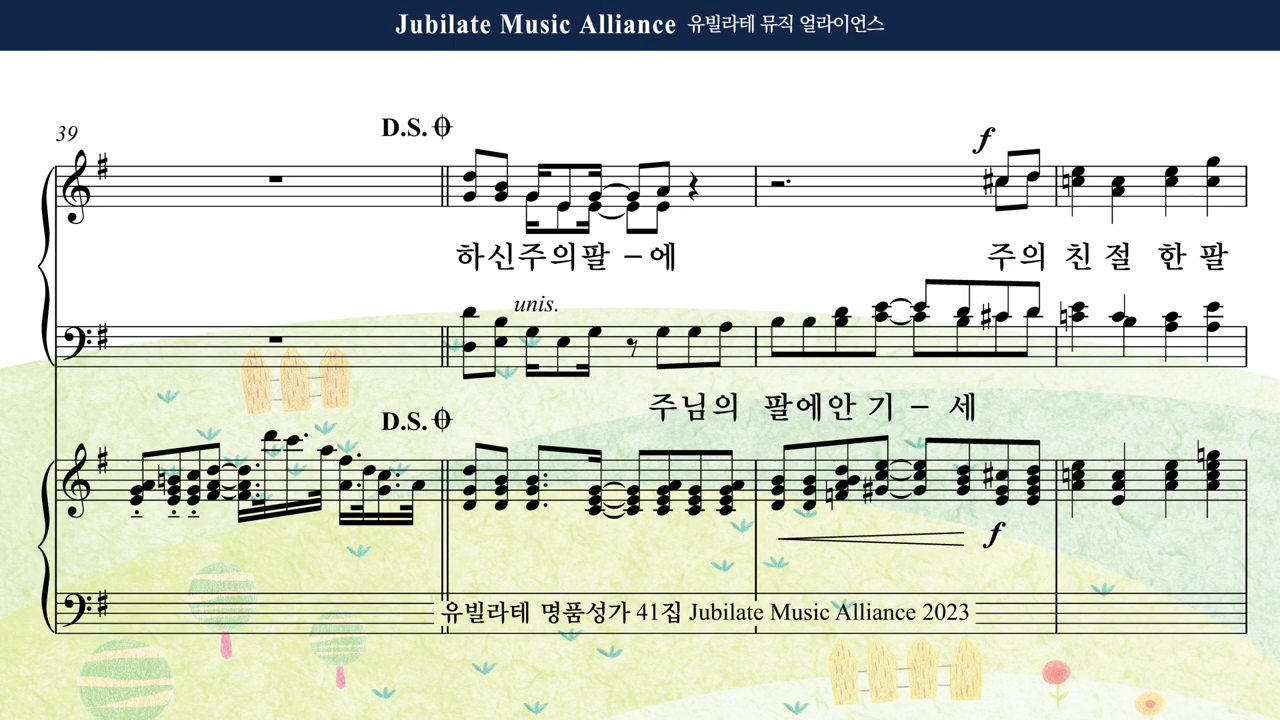 Jubilate Music Alliance 유빌라테 뮤직 얼라이언스
39
D.S.
f
하신주의팔 – 에 주의 친 절 한 팔
unis.
주님의 팔에안 기 – 세
D.S.
f
유빌라테 명품성가 41집 Jubilate Music Alliance 2023